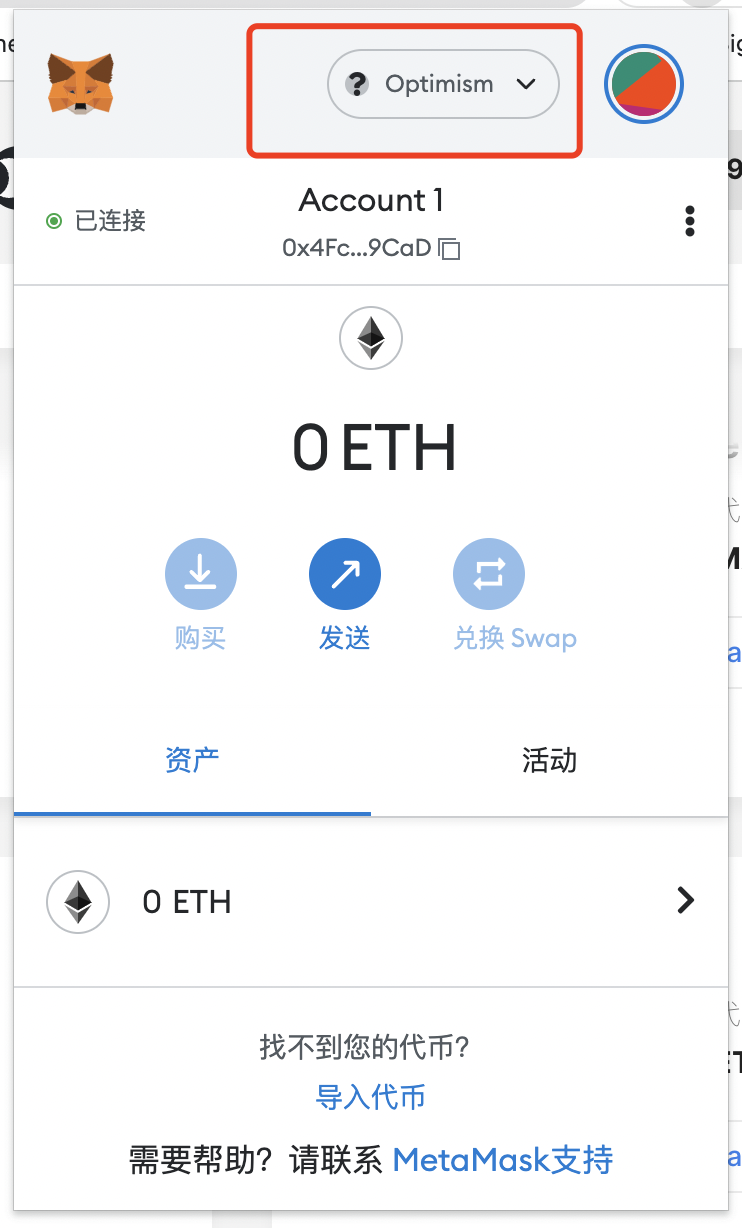 Optimism
Account 1
已连接
0x4Fc...9CaD
0 ETH
购买
发送
兑换 Swap
资产
活动
0 ETH
找不到您的代币?
导入代币
需要帮助? 请联系 MetaMask支持